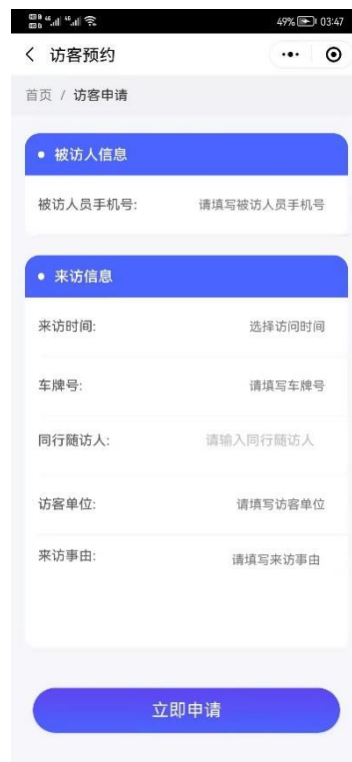 49% 03:47
访客预约
首页 / 访客申请
被访人信息
被访人员手机号: 请填写被访人员手机号
来访信息
来访时间: 选择访问时间
车牌号: 请填写车牌号
同行随访人: 请输入同行随访人
访客单位: 请填写访客单位
来访事由: 请填写来访事由
立即申请